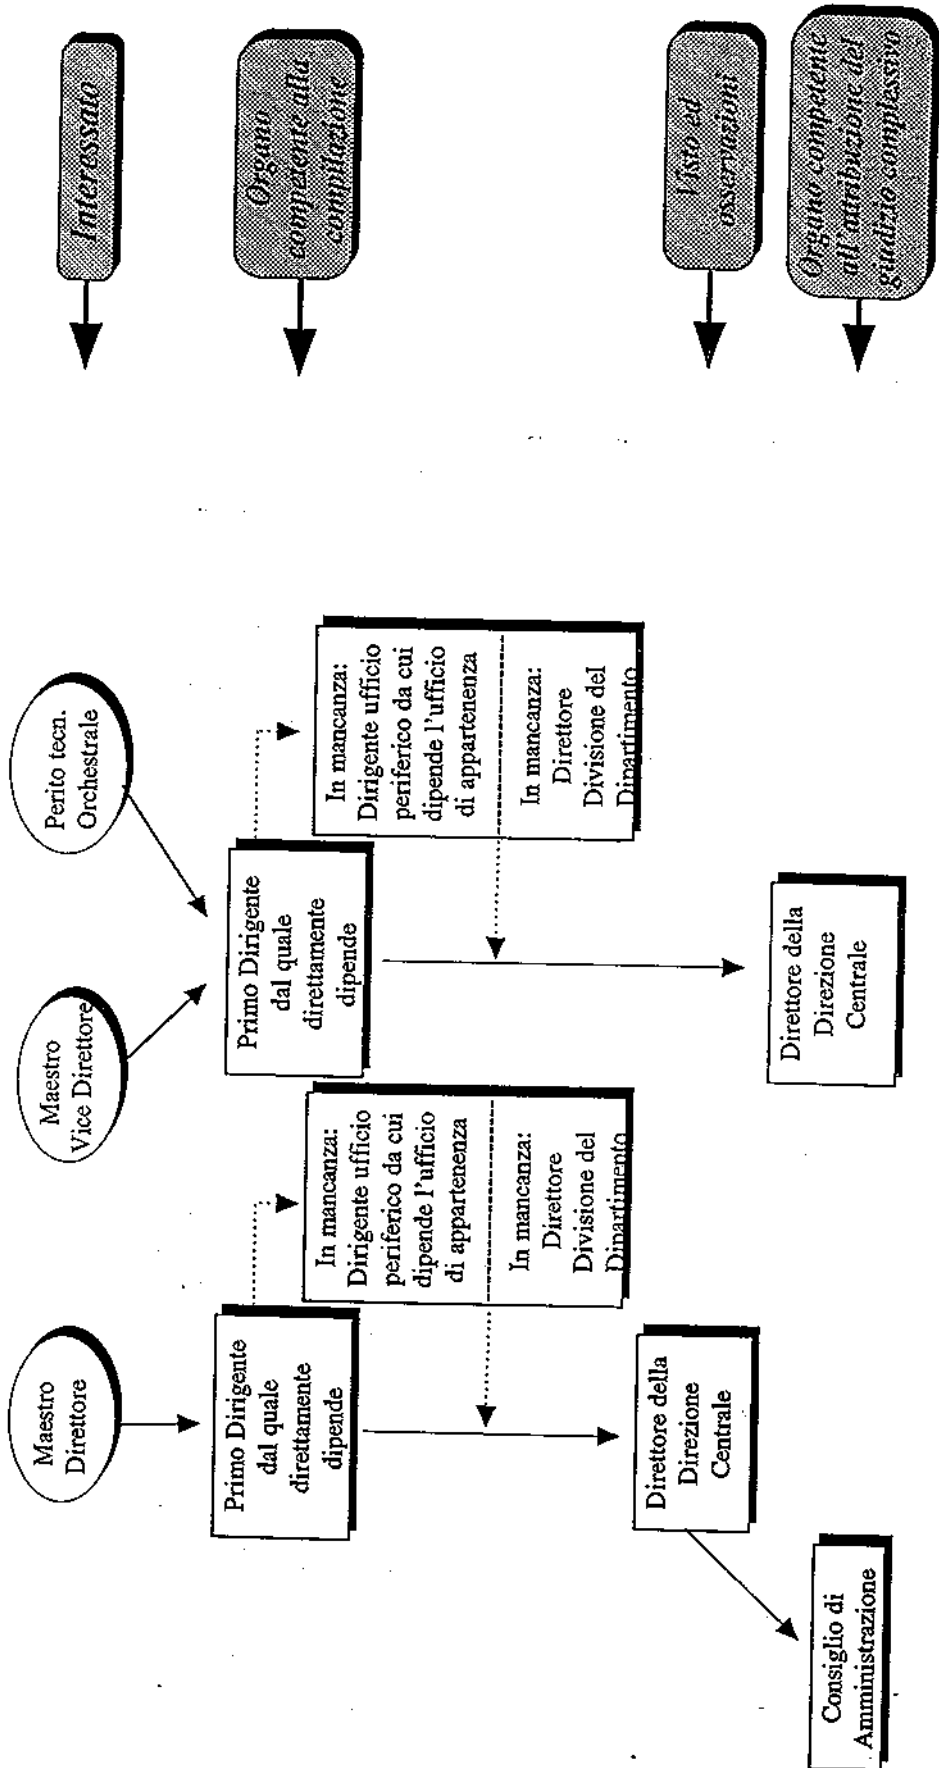 Interessato
Organo
competente alla
compilazione
Visto ed
osservazioni
Organo competente
all'attribuzione del
giudizio complessivo
Perito tecn.
Orchestrale
Maestro
Vice Direttore
Primo Dirigente
dal quale
direttamente
dipende
In mancanza:
Dirigente ufficio
periferico da cui
dipende l'ufficio
di appartenenza
In mancanza:
Direttore
Divisione del
Dipartimento
Direttore della
Direzione
Centrale
Maestro
Direttore
Primo Dirigente
dal quale
direttamente
dipende
In mancanza:
Dirigente ufficio
periferico da cui
dipende l'ufficio
di appartenenza
In mancanza:
Direttore
Divisione del
Dipartimento
Direttore della
Direzione
Centrale
Consiglio di
Amministrazione